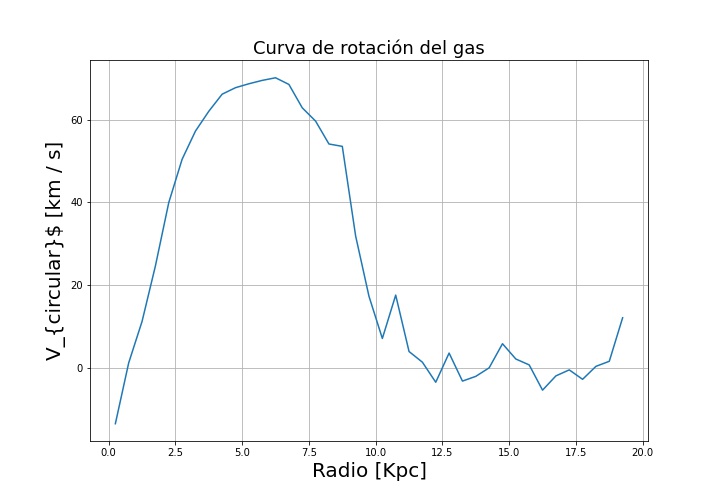 Curva de rotación del gas
V_{circular}$ [km / s]
60
40
20
0
0.0 2.5 5.0 7.5 10.0 12.5 15.0 17.5 20.0
Radio [Kpc]